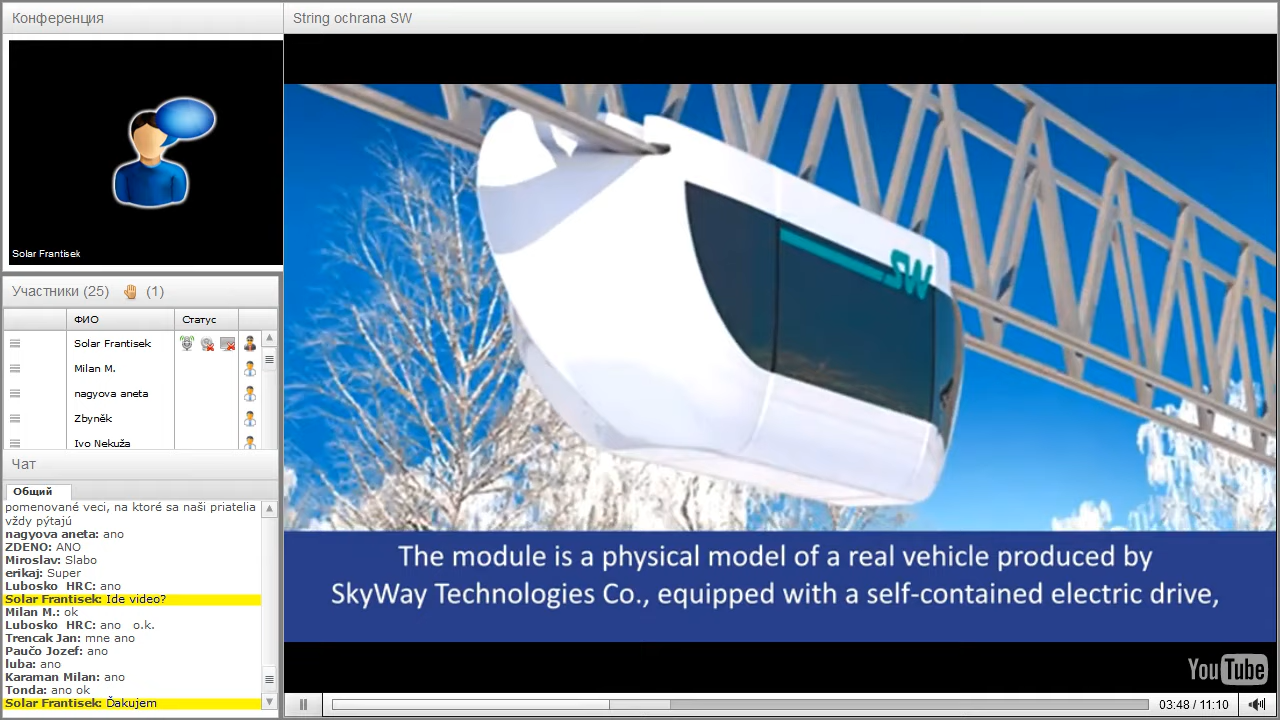 Конференция
String ochrana SW
Solar Frantisek
Участники (25) (1)
ФИО Статус
Solar Frantisek
Milan M.
nagyova aneta
Zbyněk
Ivo Nekuža
Чат
Общий
pomenované veci, na ktoré sa naši priatelia
vždy pýtajú
nagyova aneta: ano
ZDENO: ANO
Miroslav: Slabo
erikaj: Super
Lubosko HRC: ano
Solar Frantisek: Ide video?
Milan M.: ok
Lubosko HRC: ano o.k.
Trencak Jan: mne ano
Paučo Jozef: ano
luba: ano
Karaman Milan: ano
Tonda: ano ok
Solar Frantisek: Ďakujem
SW
The module is a physical model of a real vehicle produced by
SkyWay Technologies Co., equipped with a self-contained electric drive,
YouTube
03:48 / 11:10